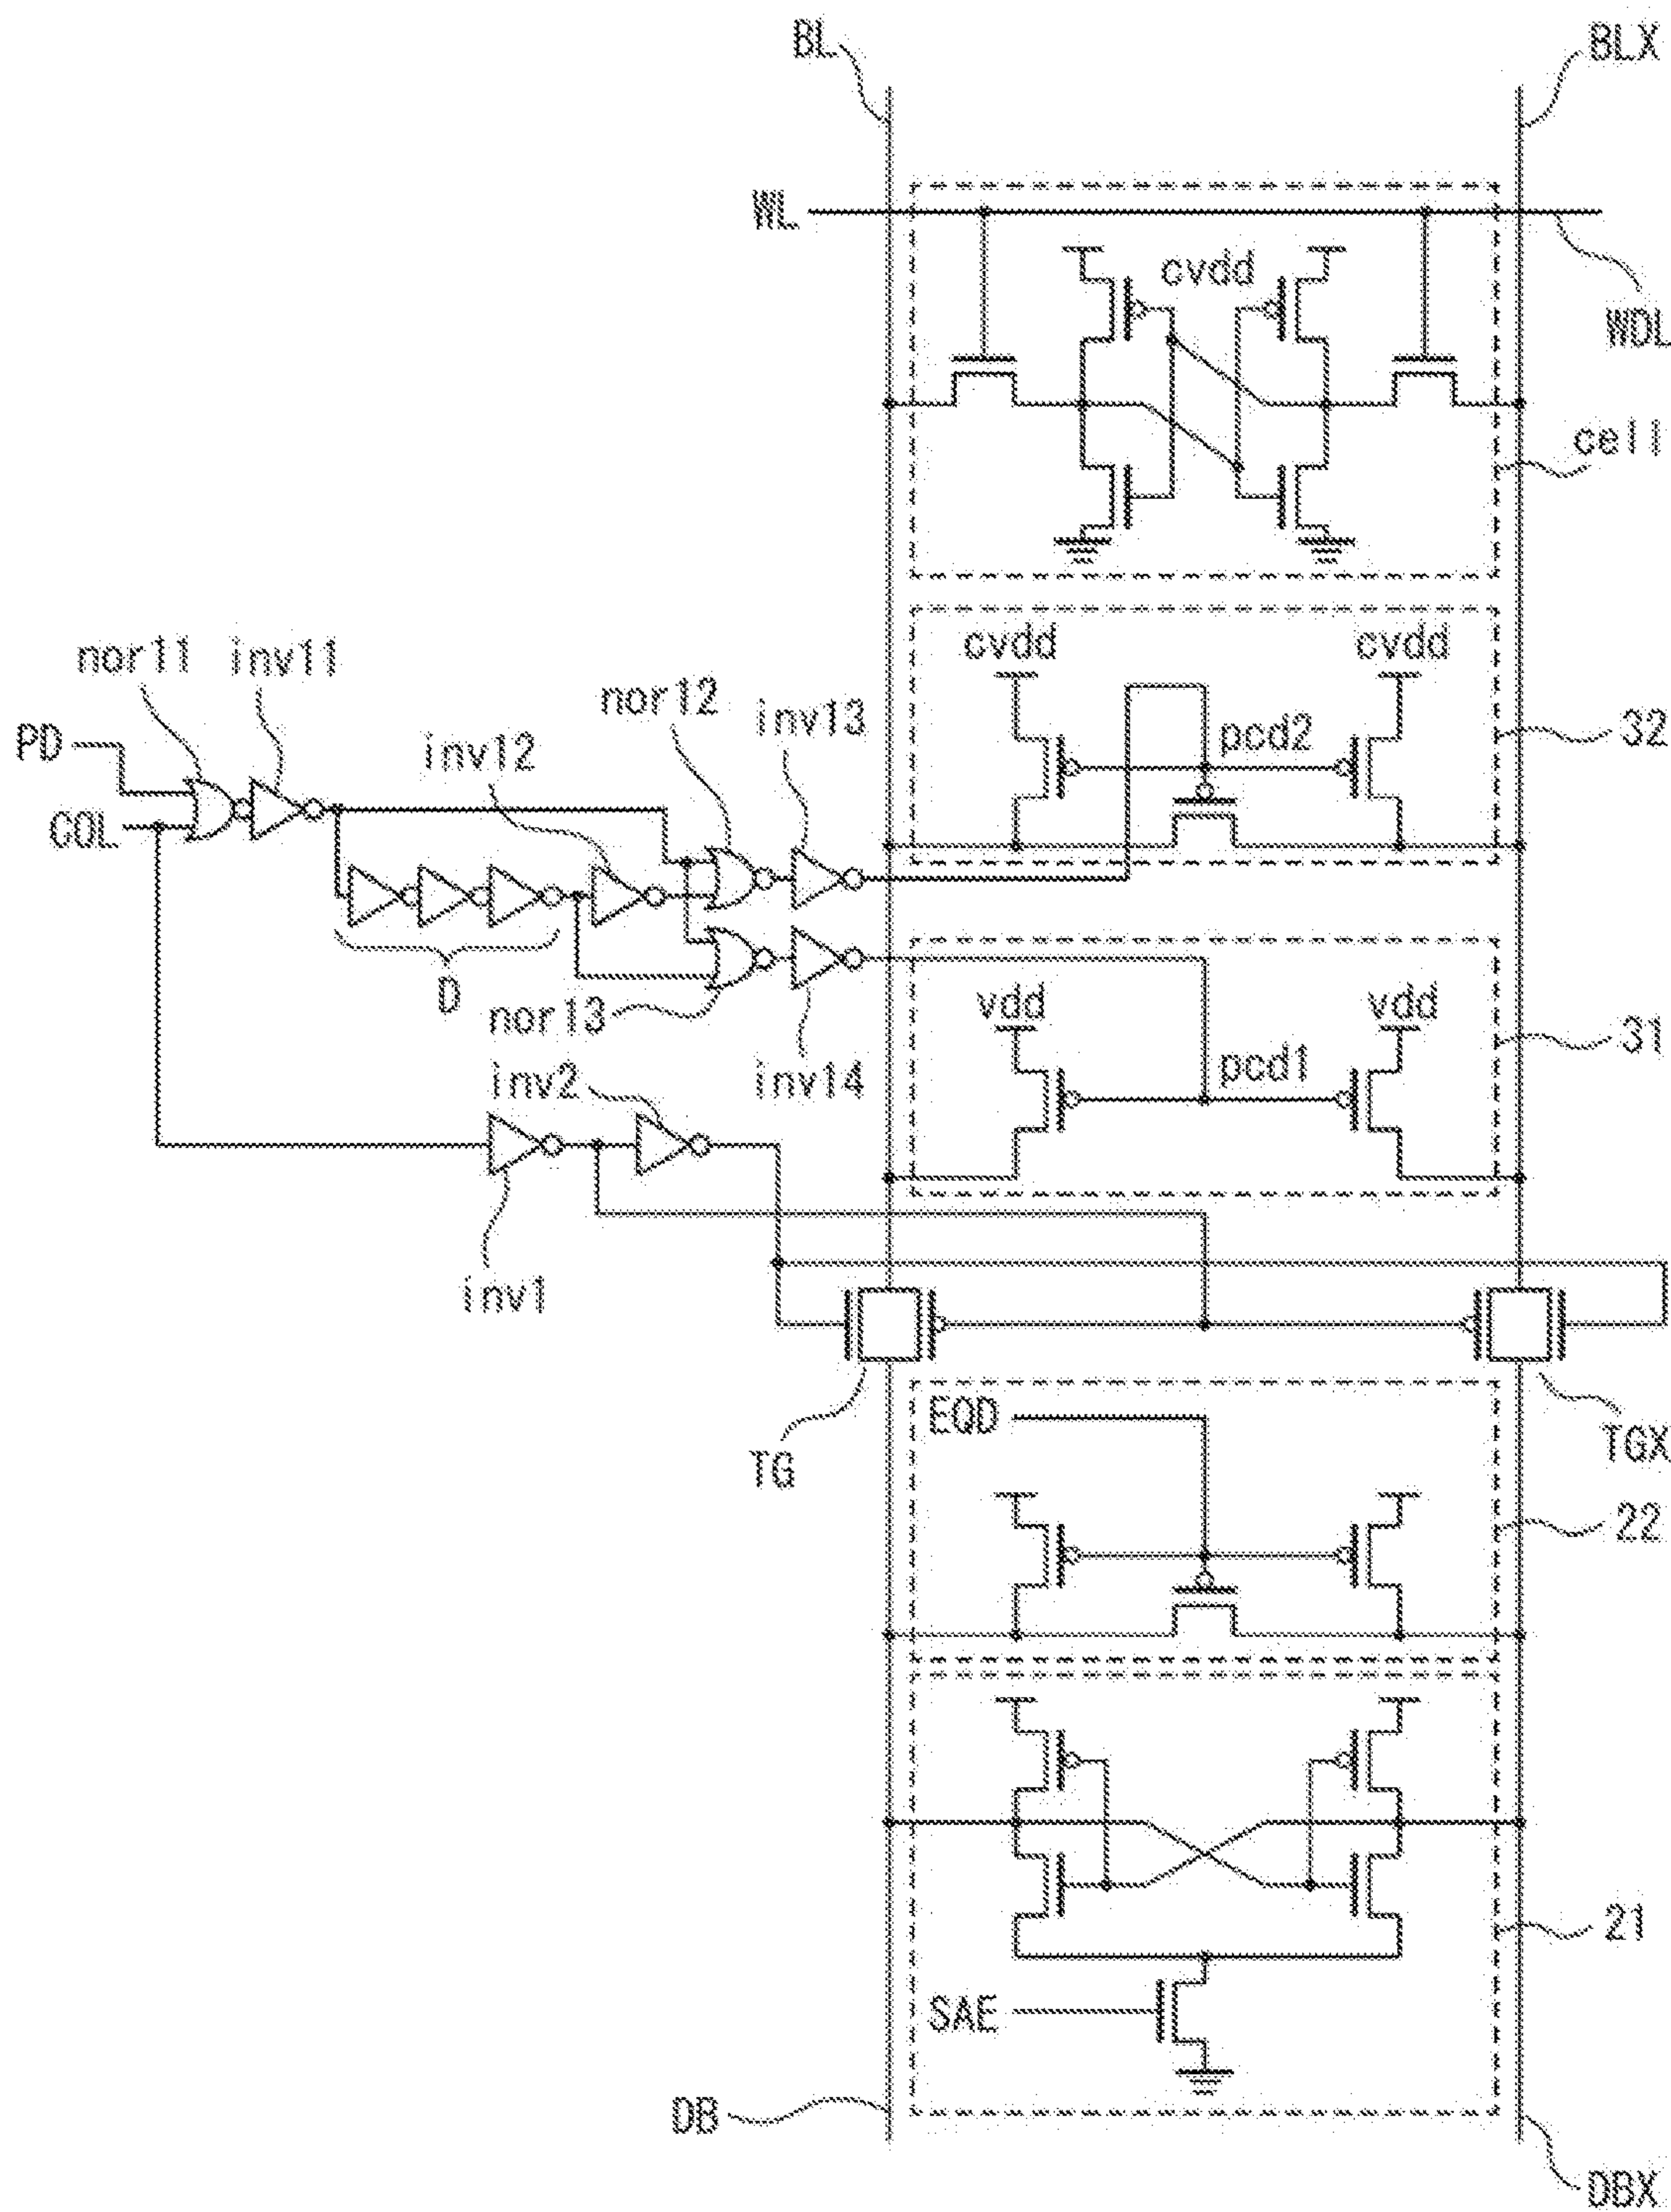 BL
BLX
WL
cvdd
WDL
cell
nor11
inv11
cvdd
cvdd
nor12
inv13
PD
inv12
pcd2
32
COL
D
nor13
vdd
vdd
31
inv2
inv14
pcd1
inv1
EQD
TG
TGX
22
21
SAE
DB
DBX